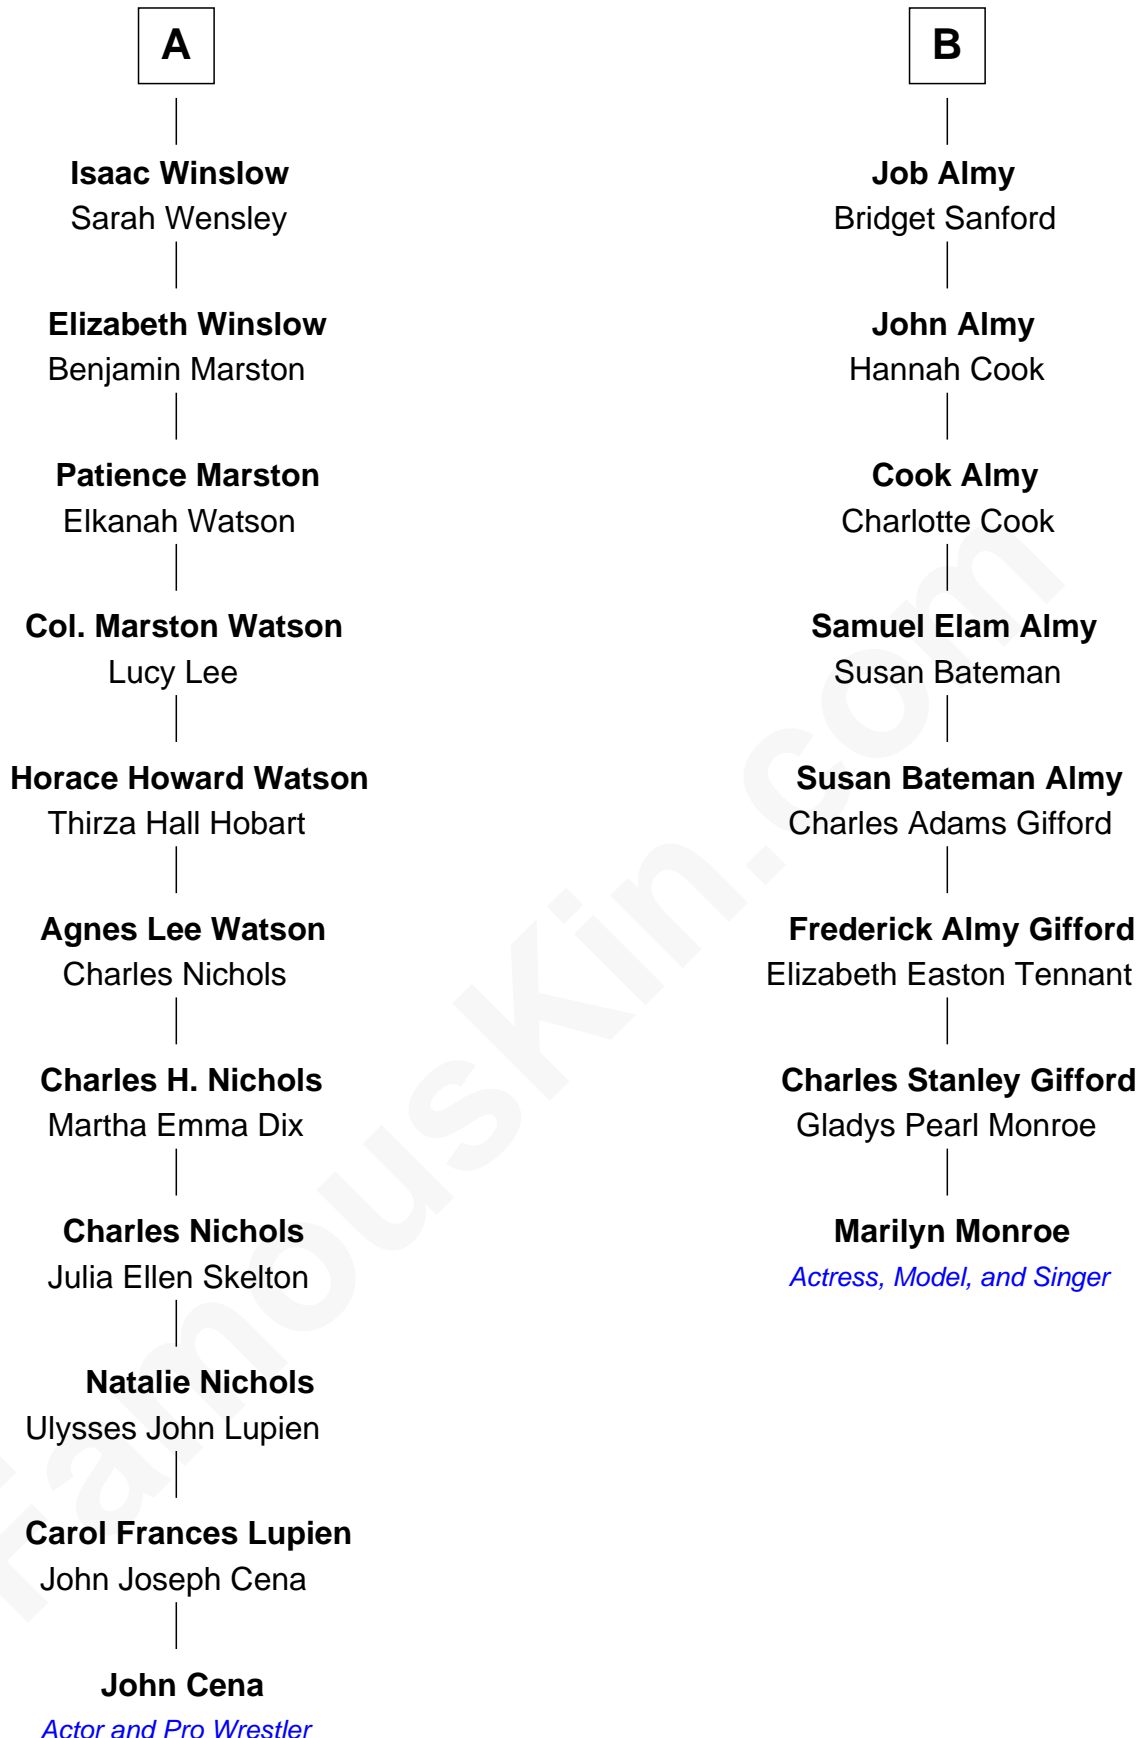 A
Isaac Winslow
Sarah Wensley
Elizabeth Winslow
Benjamin Marston
Patience Marston
Elkanah Watson
Col. Marston Watson
Lucy Lee
Horace Howard Watson
Thirza Hall Hobart
Agnes Lee Watson
Charles Nichols
Charles H. Nichols
Martha Emma Dix
Charles Nichols
Julia Ellen Skelton
Natalie Nichols
Ulysses John Lupien
Carol Frances Lupien
John Joseph Cena
John Cena
Actor and Pro Wrestler
B
Job Almy
Bridget Sanford
John Almy
Hannah Cook
Cook Almy
Charlotte Cook
Samuel Elam Almy
Susan Bateman
Susan Bateman Almy
Charles Adams Gifford
Frederick Almy Gifford
Elizabeth Easton Tennant
Charles Stanley Gifford
Gladys Pearl Monroe
Marilyn Monroe
Actress, Model, and Singer
FamousKin.com